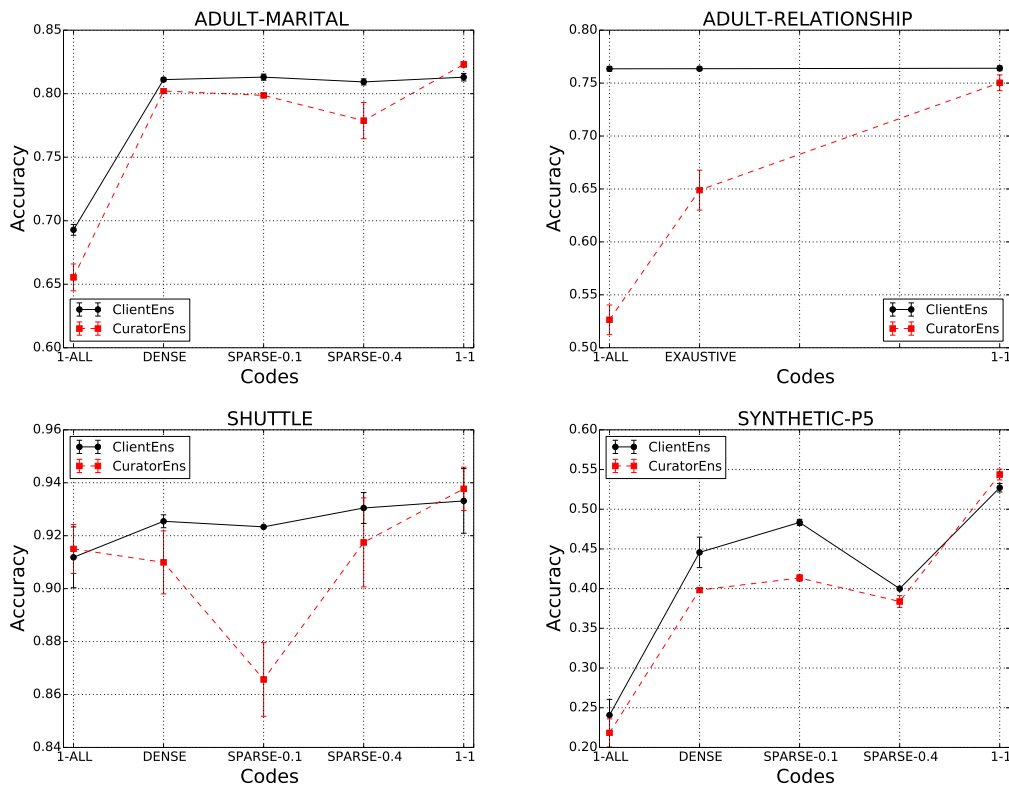 ADULT-MARITAL
0.85
0.80
0.75
0.70
0.65
0.60
Accuracy
ClientEns
CuratorEns
1-ALL DENSE SPARSE-0.1 SPARSE-0.4 1-1
Codes
ADULT-RELATIONSHIP
0.80
0.75
0.70
0.65
0.60
0.55
0.50
Accuracy
ClientEns
CuratorEns
1-ALL EXAUSTIVE 1-1
Codes
SHUTTLE
0.96
0.94
0.92
0.90
0.88
0.86
0.84
Accuracy
ClientEns
CuratorEns
1-ALL DENSE SPARSE-0.1 SPARSE-0.4 1-1
Codes
SYNTHETIC-P5
0.60
0.55
0.50
0.45
0.40
0.35
0.30
0.25
0.20
Accuracy
ClientEns
CuratorEns
1-ALL DENSE SPARSE-0.1 SPARSE-0.4 1-1
Codes